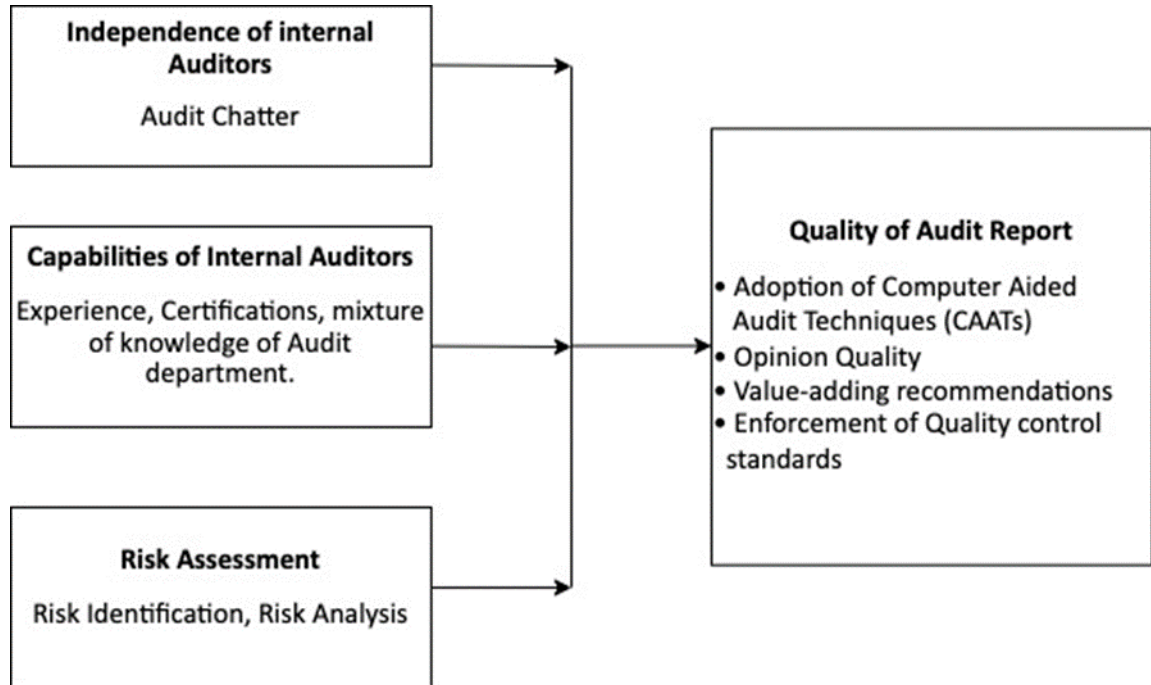 Independence of internal
Auditors
Audit Chatter
Capabilities of Internal Auditors
Experience, Certifications, mixture
of knowledge of Audit
department.
Risk Assessment
Risk Identification, Risk Analysis
Quality of Audit Report
• Adoption of Computer Aided
Audit Techniques (CAATs)
• Opinion Quality
• Value-adding recommendations
• Enforcement of Quality control
standards